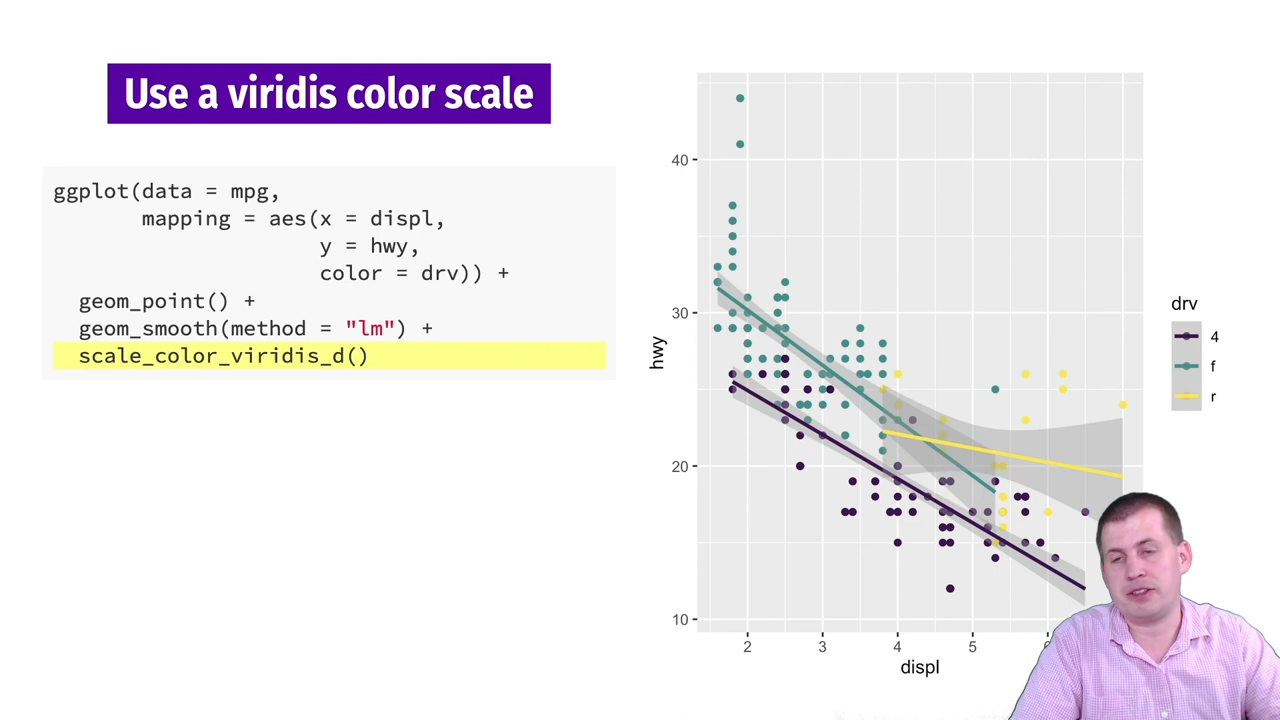 Use a viridis color scale
ggplot(data = mpg,
mapping = aes(x = displ,
y = hwy,
color = drv)) +
geom_point() +
geom_smooth(method = "lm") +
scale_color_viridis_d()
40
30
20
10
hwy
2 3 4 5
displ
drv
4
f
r